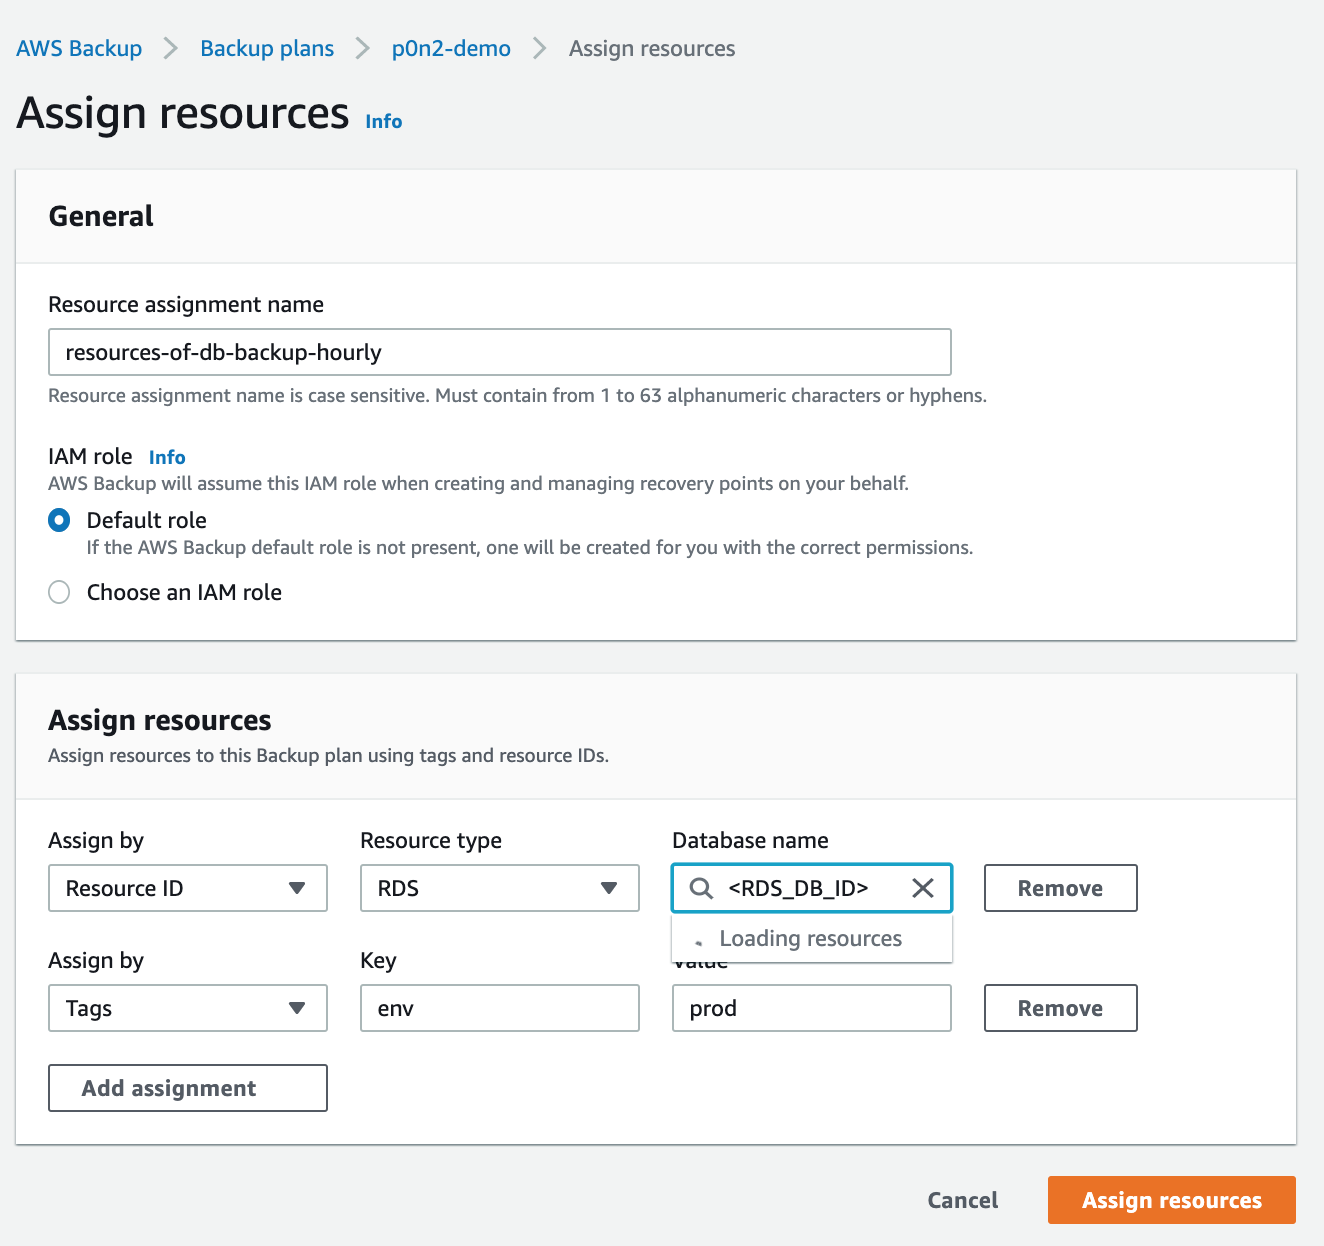 AWS Backup > Backup plans > p0n2-demo > Assign resources
Assign resources Info
General
Resource assignment name
resources-of-db-backup-hourly
Resource assignment name is case sensitive. Must contain from 1 to 63 alphanumeric characters or hyphens.
IAM role Info
AWS Backup will assume this IAM role when creating and managing recovery points on your behalf.
Default role
If the AWS Backup default role is not present, one will be created for you with the correct permissions.
Choose an IAM role
Assign resources
Assign resources to this Backup plan using tags and resource IDs.
Assign by Resource type Database name
Resource ID RDS <RDS_DB_ID> Remove
Loading resources
Assign by Key Value
Tags env prod Remove
Add assignment
Cancel Assign resources